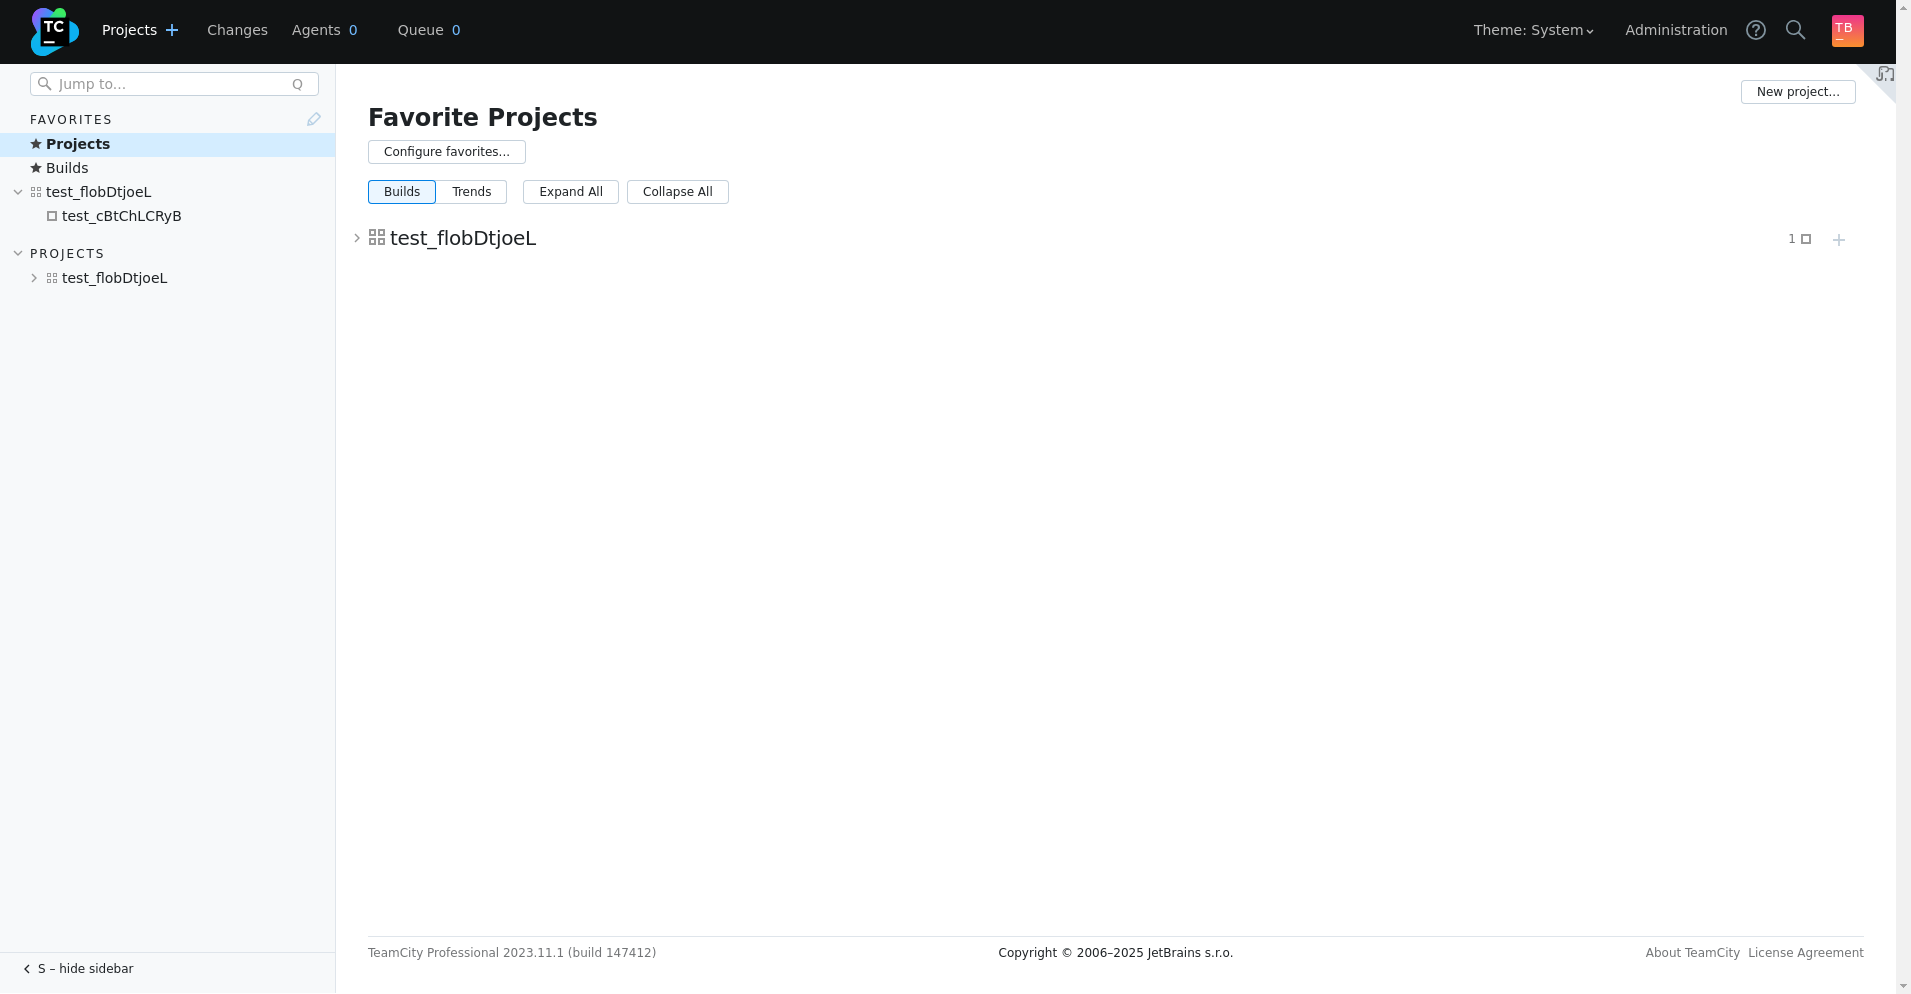 TC
Projects
Changes
Agents 0
Queue 0
Theme: System
Administration
TB
Jump to...
Q
FAVORITES
Projects
Builds
test_flobDtjoeL
test_cBtChLCRyB
PROJECTS
test_flobDtjoeL
S – hide sidebar
New project...
Favorite Projects
Configure favorites...
Builds Trends Expand All Collapse All
test_flobDtjoeL
1
TeamCity Professional 2023.11.1 (build 147412)
Copyright © 2006–2025 JetBrains s.r.o.
About TeamCity License Agreement